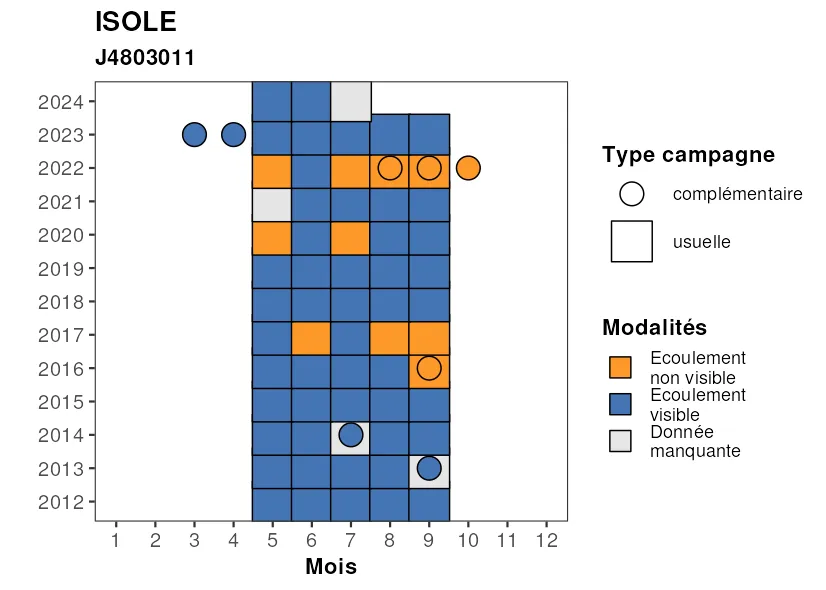 ISOLE
J4803011
2024
2023
2022
2021
2020
2019
2018
2017
2016
2015
2014
2013
2012
1 2 3 4 5 6 7 8 9 10 11 12
Mois
Type campagne
complémentaire
usuelle
Modalités
Ecoulement
non visible
Ecoulement
visible
Donnée
manquante